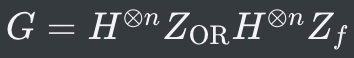 G = H^{⊗n} Z_{OR} H^{⊗n} Z_f